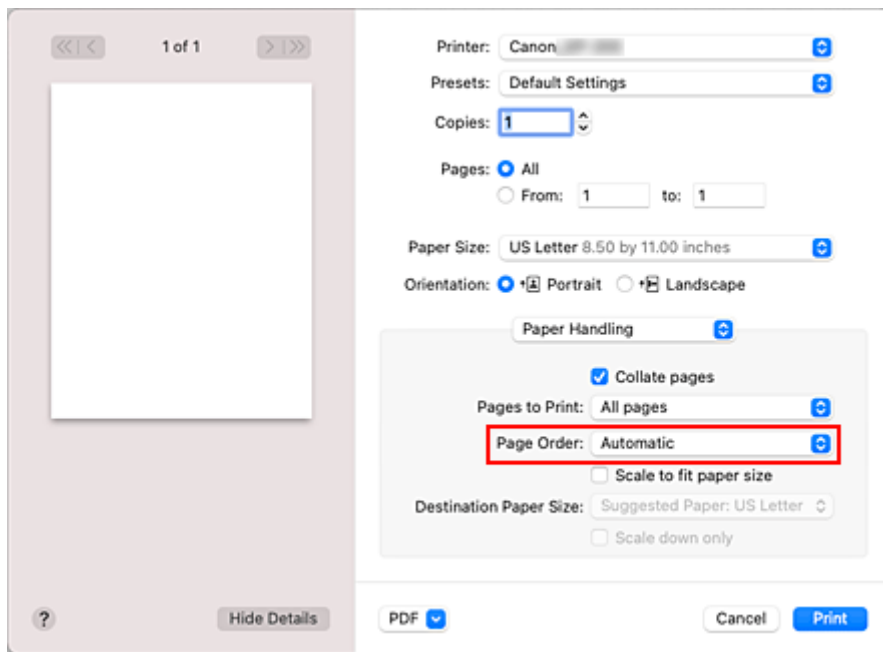 1 of 1
Printer: Canon
Presets: Default Settings
Copies: 1
Pages: All
From: 1 to: 1
Paper Size: US Letter 8.50 by 11.00 inches
Orientation: Portrait Landscape
Paper Handling
Collate pages
Pages to Print: All pages
Page Order: Automatic
Scale to fit paper size
Destination Paper Size: Suggested Paper: US Letter
Scale down only
? Hide Details PDF Cancel Print